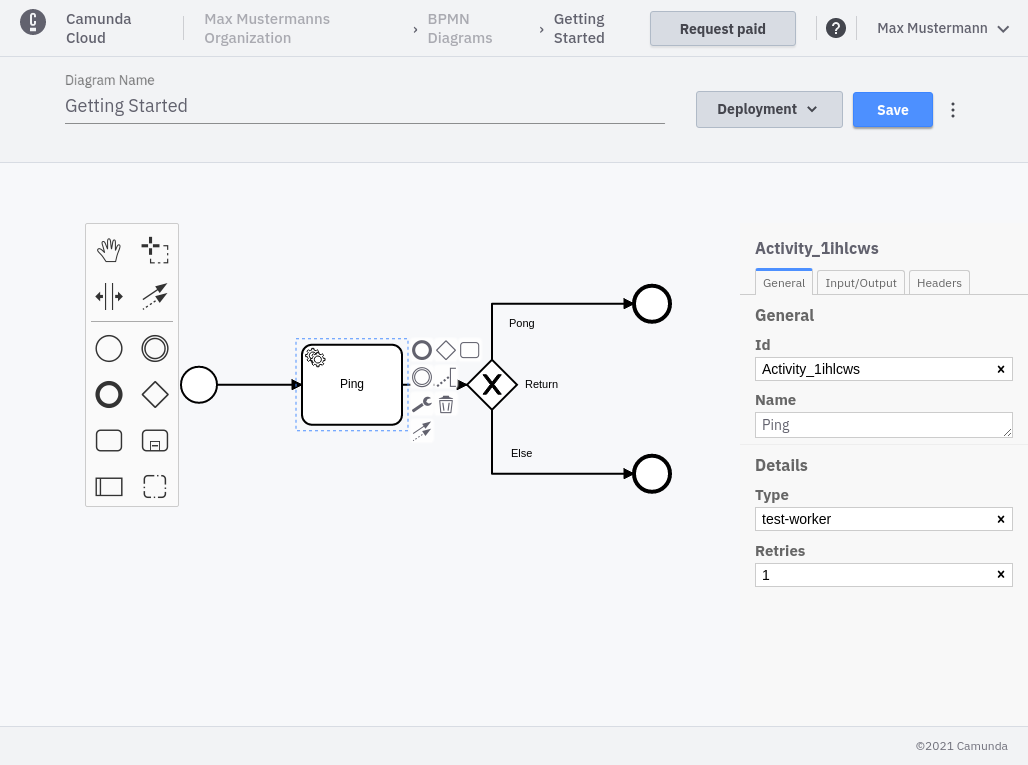 Camunda Cloud
Max Mustermanns Organization
›
BPMN Diagrams
›
Getting Started
Request paid
?
Max Mustermann
Diagram Name
Getting Started
Deployment
Save
Ping
Pong
Return
Else
Activity_1ihlcws
General
Input/Output
Headers
General
Id
Activity_1ihlcws
Name
Ping
Details
Type
test-worker
Retries
1
©2021 Camunda